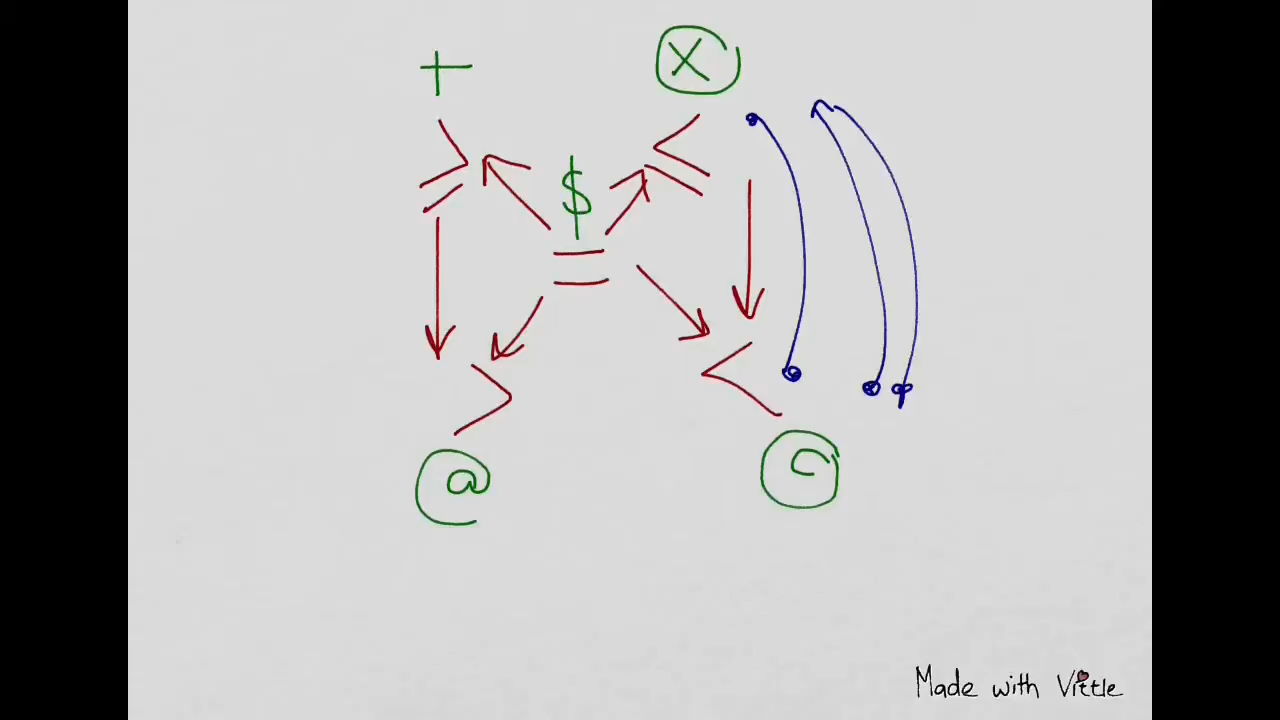 + X
≥ $ ≤
=
> <
@ C
Made with Vittle